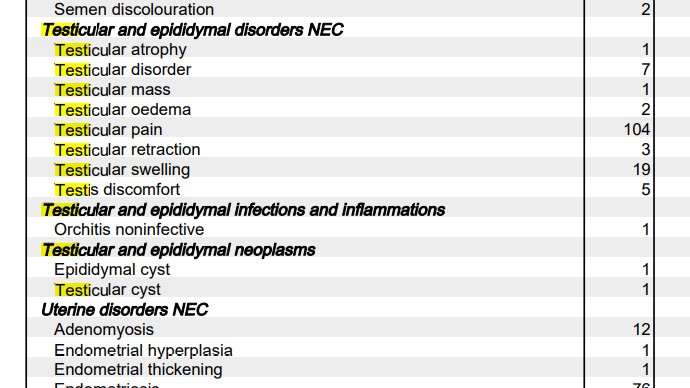 Semen discolouration 2
Testicular and epididymal disorders NEC
Testicular atrophy 1
Testicular disorder 7
Testicular mass 1
Testicular oedema 2
Testicular pain 104
Testicular retraction 3
Testicular swelling 19
Testis discomfort 5
Testicular and epididymal infections and inflammations
Orchitis noninfective 1
Testicular and epididymal neoplasms
Epididymal cyst 1
Testicular cyst 1
Uterine disorders NEC
Adenomyosis 12
Endometrial hyperplasia 1
Endometrial thickening 1
Endometriosis 76